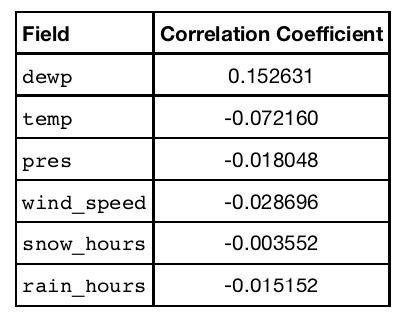 Field Correlation Coefficient
dewp 0.152631
temp -0.072160
pres -0.018048
wind_speed -0.028696
snow_hours -0.003552
rain_hours -0.015152